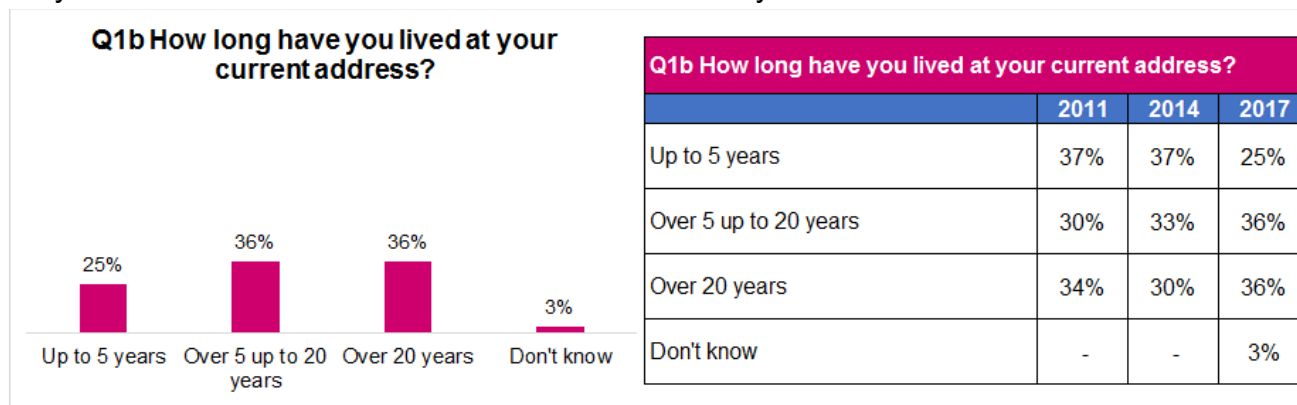 Q1b How long have you lived at your
current address?
25%
36%
36%
3%
Up to 5 years
Over 5 up to 20
years
Over 20 years
Don't know
Q1b How long have you lived at your current address?
2011 2014 2017
Up to 5 years 37% 37% 25%
Over 5 up to 20 years 30% 33% 36%
Over 20 years 34% 30% 36%
Don't know - - 3%